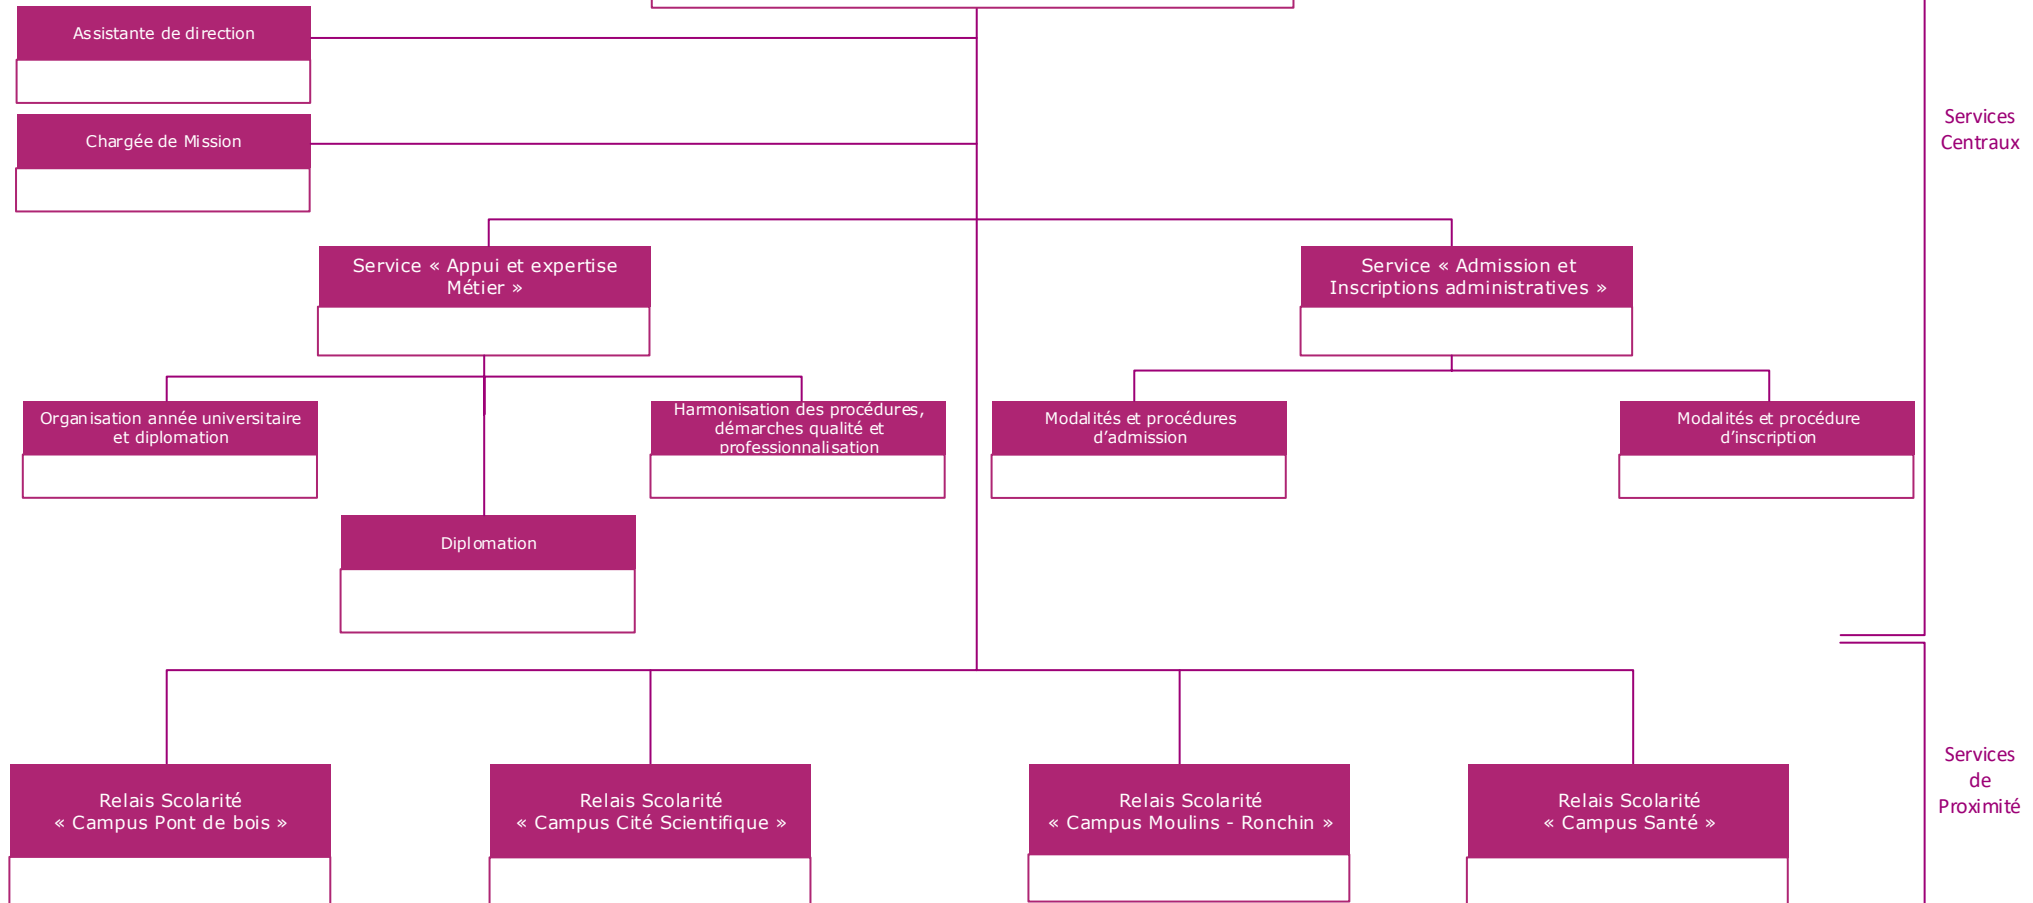 Assistante de direction
Chargée de Mission
Services
Centraux
Service « Appui et expertise
Métier »
Service « Admission et
Inscriptions administratives »
Organisation année universitaire
et diplomation
Harmonisation des procédures,
démarches qualité et
professionnalisation
Modalités et procédures
d’admission
Modalités et procédure
d’inscription
Diplomation
Relais Scolarité
« Campus Pont de bois »
Relais Scolarité
« Campus Cité Scientifique »
Relais Scolarité
« Campus Moulins - Ronchin »
Relais Scolarité
« Campus Santé »
Services
de
Proximité